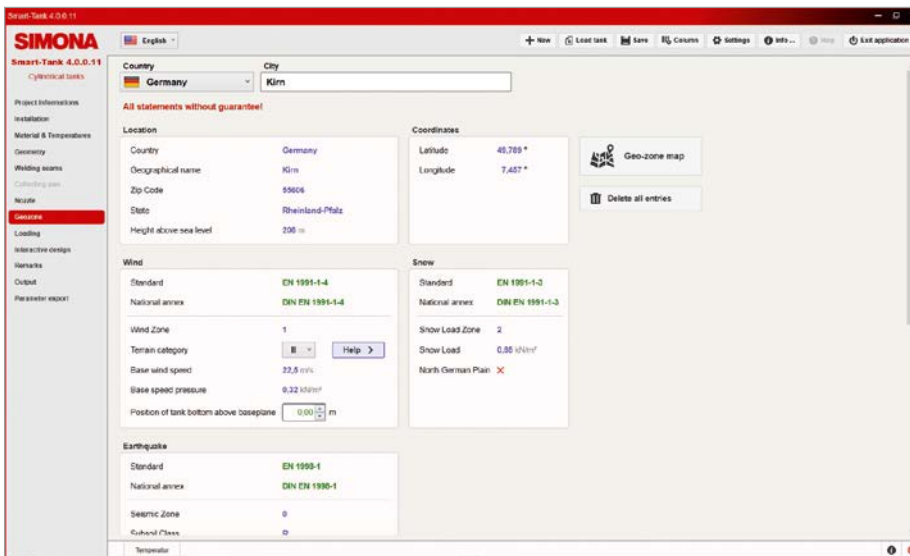 Smart-Tank 4.0.0.11
SIMONA
English
New Load tank Save Column Settings Info ... Help Exit application
Smart-Tank 4.0.0.11
Cylindrical tanks
Project Informations
Installation
Material & Temperatures
Geometry
Welding seams
Collecting pan
Nozzle
Geozone
Loading
Interactive design
Remarks
Output
Parameter export
Country City
Germany Kirn
All statements without guarantee!
Location
Country Germany
Geographical name Kirn
Zip Code 55606
State Rheinland-Pfalz
Height above sea level 208 m
Coordinates
Latitude 49,789 °
Longitude 7,457 °
Geo-zone map
Delete all entries
Wind
Standard EN 1991-1-4
National annex DIN EN 1991-1-4
Wind Zone 1
Terrain category Help >
Base wind speed 22,5 m/s
Base speed pressure 0,32 kN/m²
Position of tank bottom above baseplane 0,00 m
Snow
Standard EN 1991-1-3
National annex DIN EN 1991-1-3
Snow Load Zone 2
Snow Load 0,85 kN/m²
North German Plain
Earthquake
Standard EN 1998-1
National annex DIN EN 1998-1
Seismic Zone 0
Subsoil Class
Temperatur